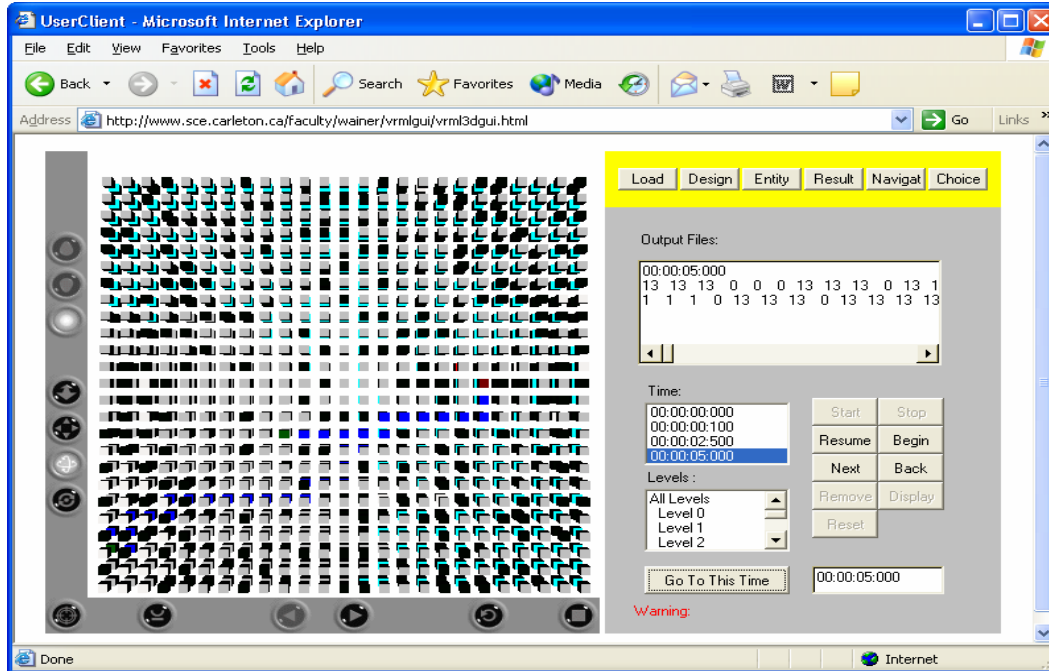 UserClient - Microsoft Internet Explorer
File Edit View Favorites Tools Help
Back Search Favorites Media
Address http://www.sce.carleton.ca/faculty/wainer/vrmlgui/vrml3dgui.html Go Links »
Load Design Entity Result Navigat Choice
Output Files:
00:00:05:000
13 13 13 0 0 0 13 13 13 0 13 1
1 1 1 0 13 13 13 0 13 13 13 13
Time:
00:00:00:000
00:00:00:100
00:00:02:500
00:00:05:000
Start Stop
Resume Begin
Next Back
Remove Display
Reset
Levels :
All Levels
Level 0
Level 1
Level 2
Go To This Time
00:00:05:000
Warning:
Done
Internet